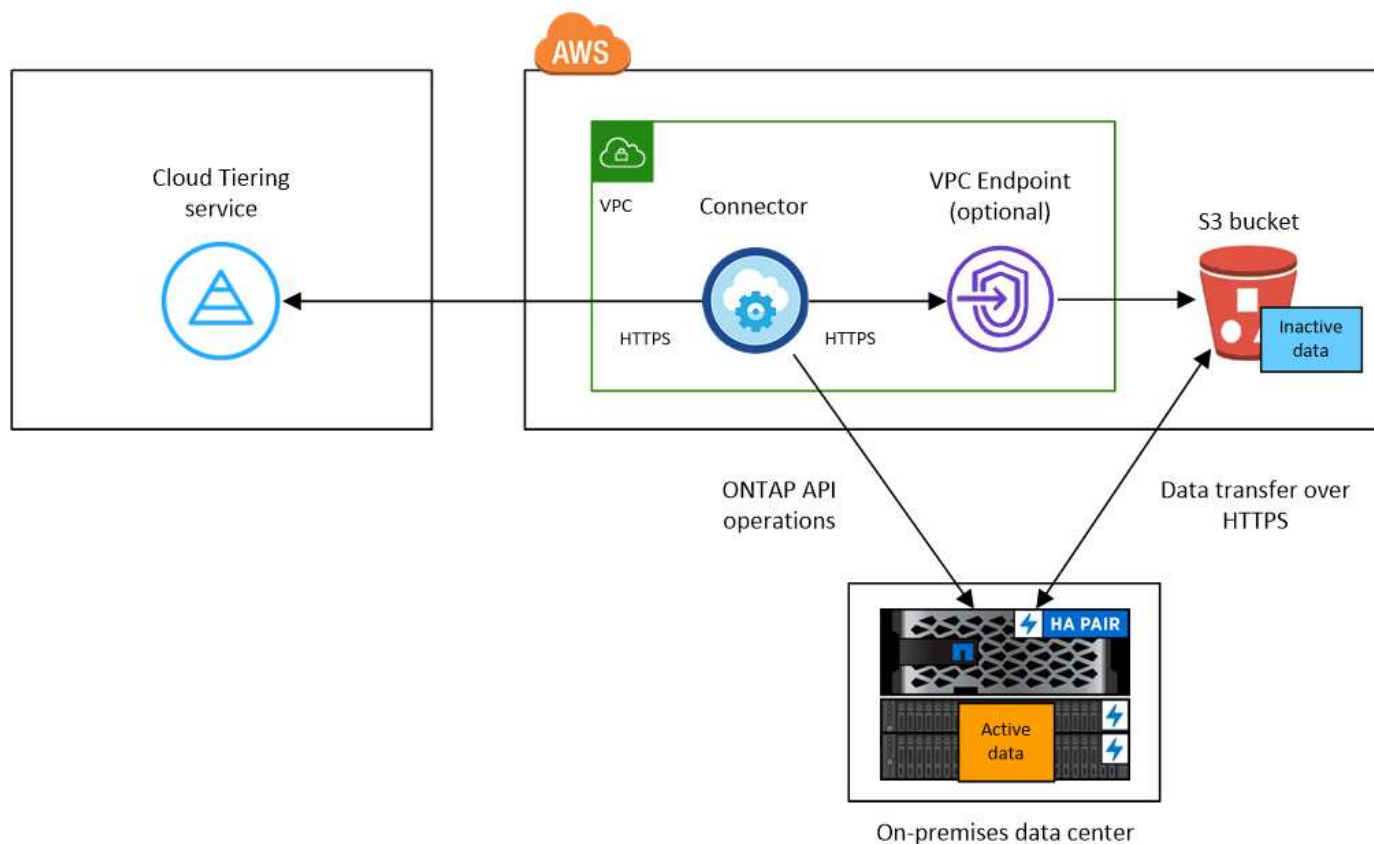 AWS
Cloud Tiering
service
VPC
Connector
VPC Endpoint
(optional)
S3 bucket
Inactive
data
HTTPS
HTTPS
ONTAP API
operations
Data transfer over
HTTPS
HA PAIR
Active
data
On-premises data center